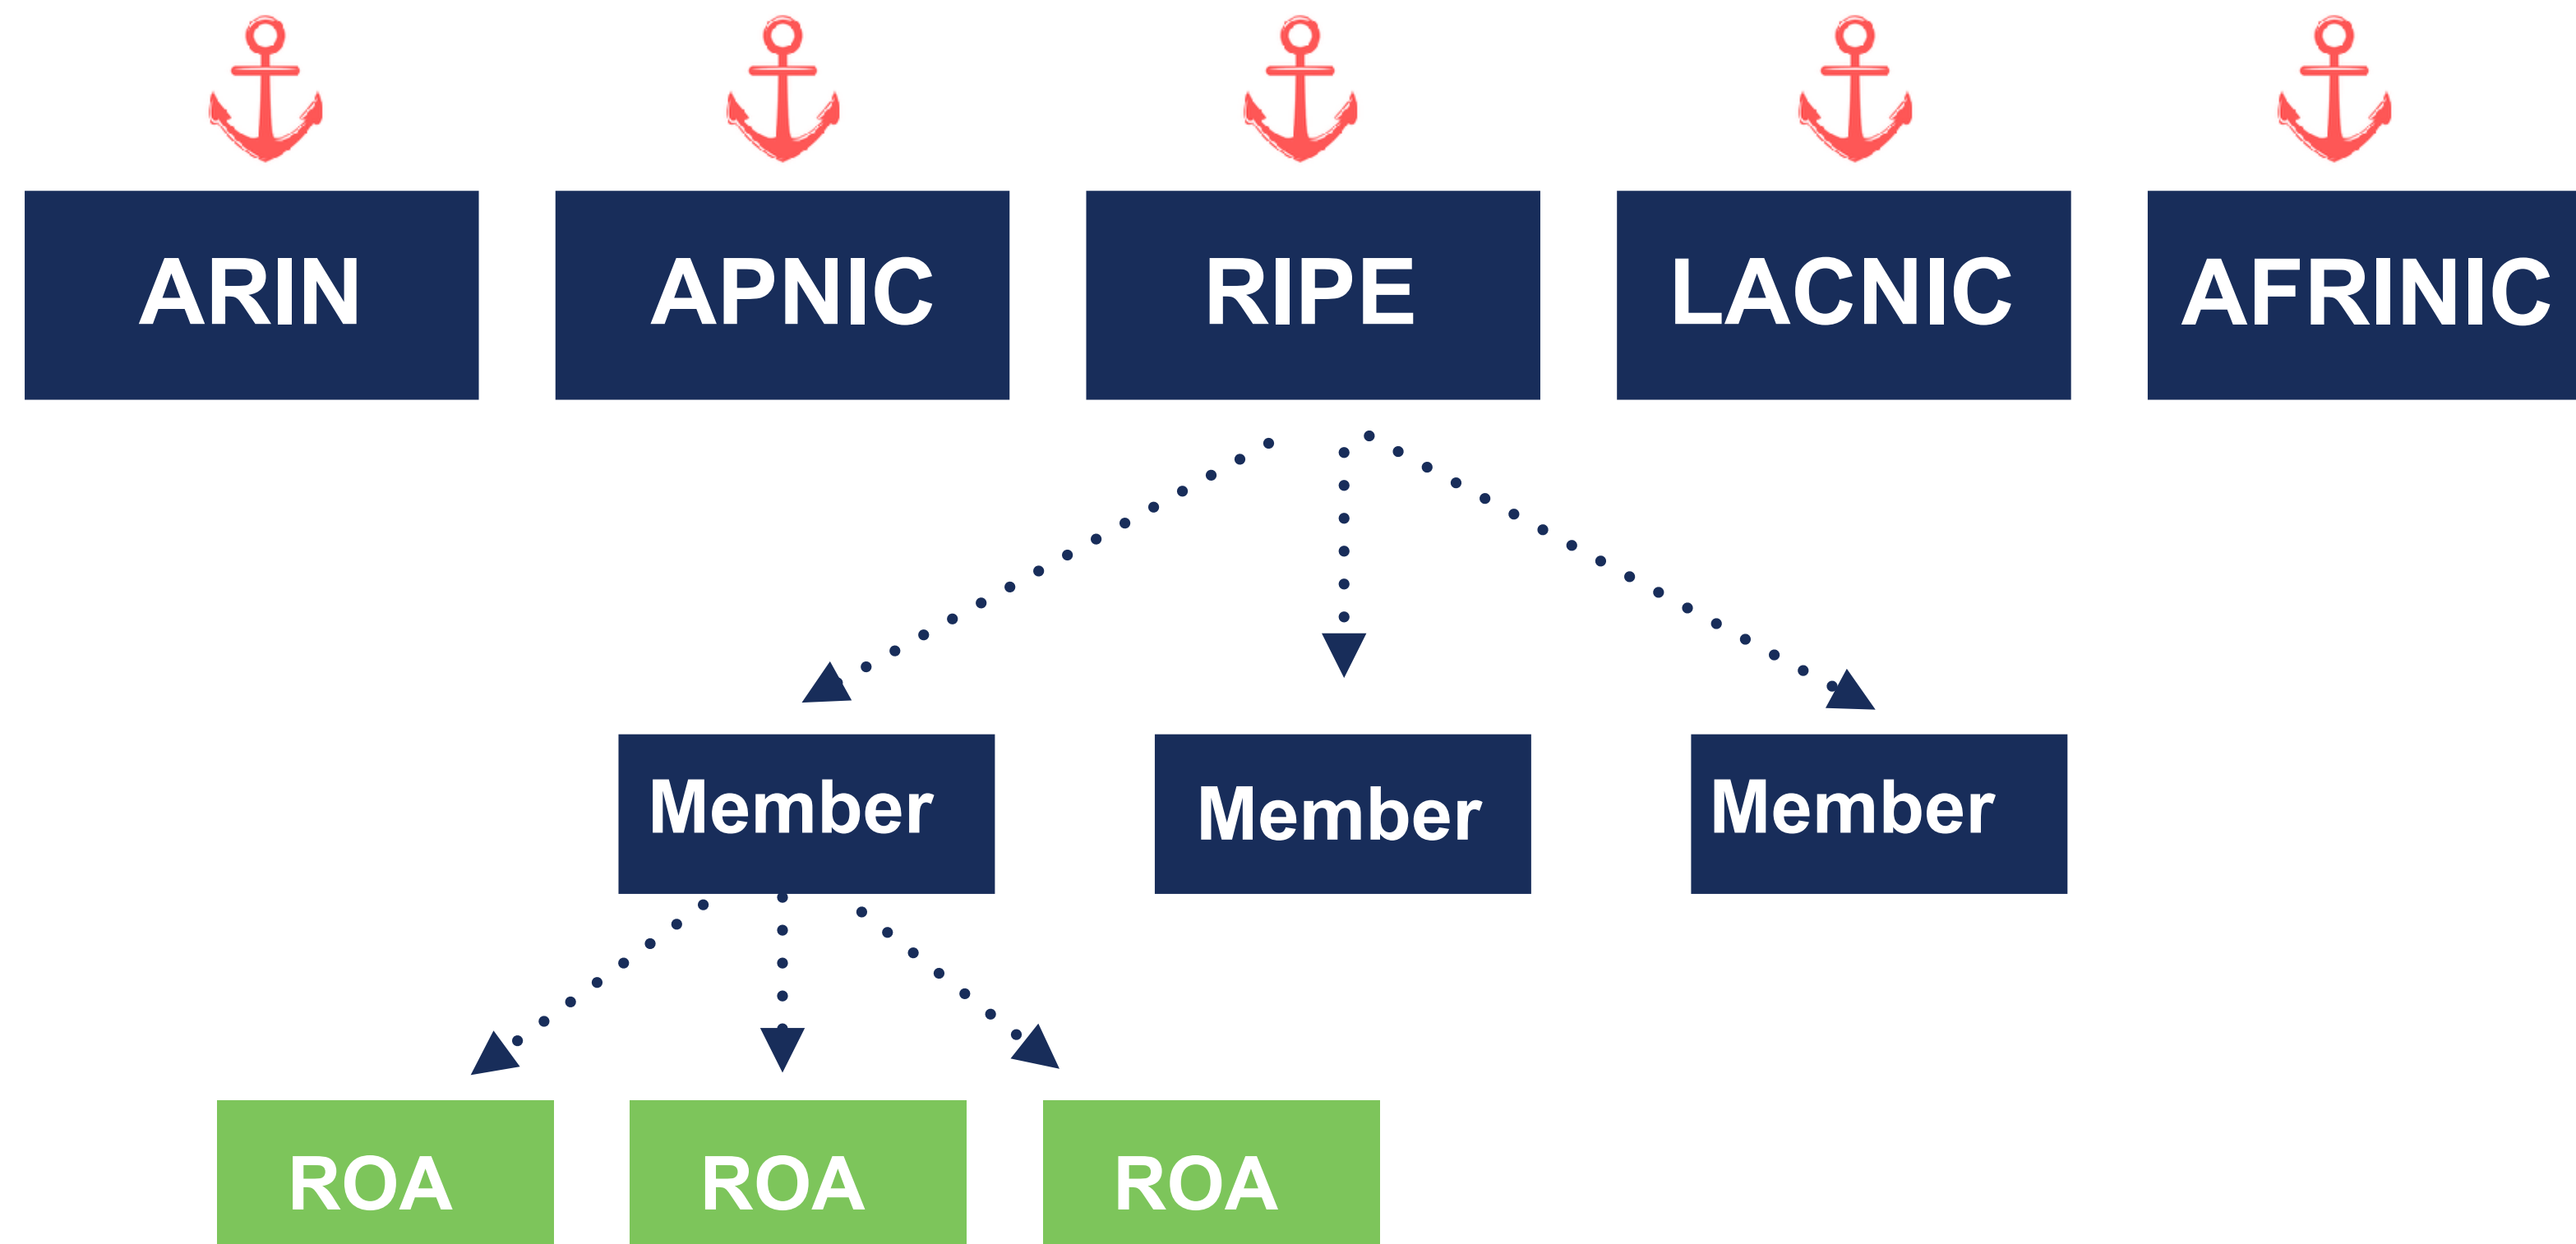 ARIN
APNIC
RIPE
LACNIC
AFRINIC
Member
Member
Member
ROA
ROA
ROA